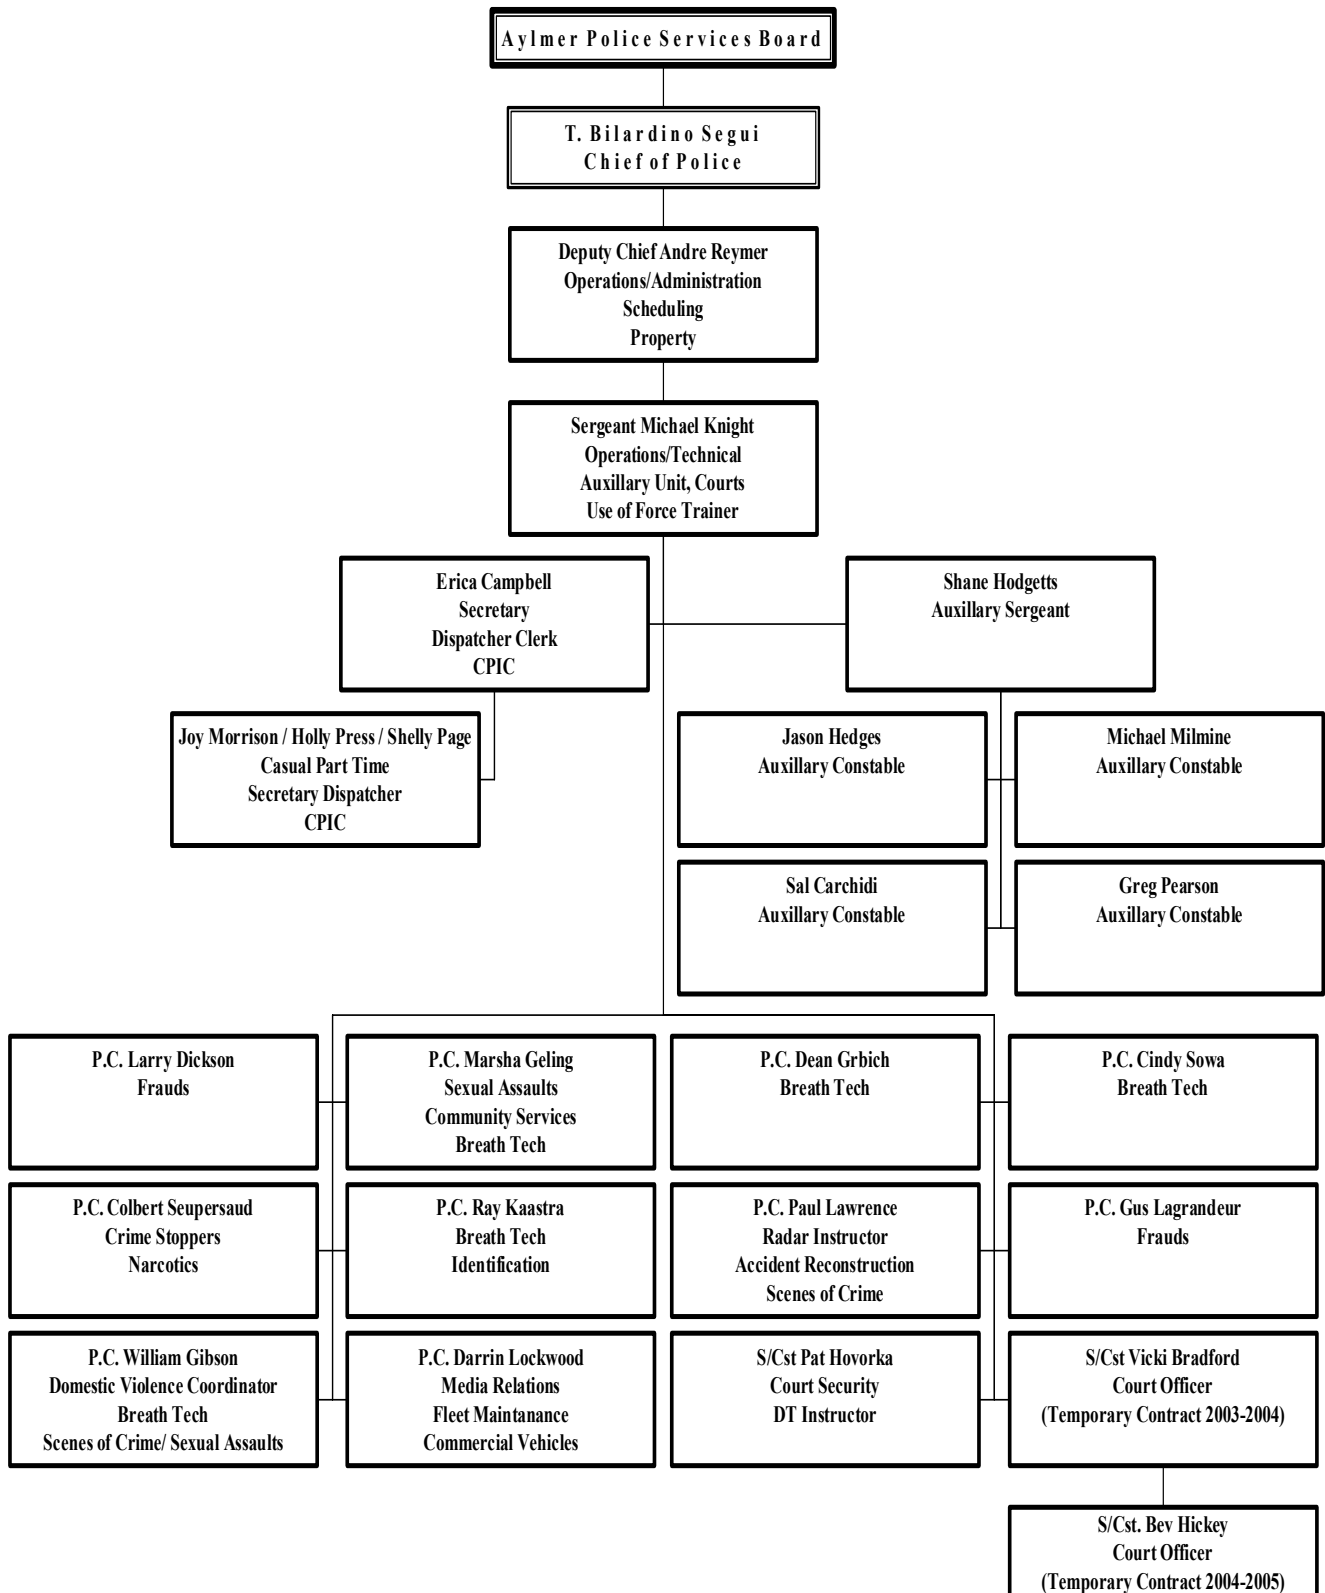 Aylmer Police Services Board
T. Bilardino Segui
Chief of Police
Deputy Chief Andre Reymer
Operations/Administration
Scheduling
Property
Sergeant Michael Knight
Operations/Technical
Auxillary Unit, Courts
Use of Force Trainer
Erica Campbell
Secretary
Dispatcher Clerk
CPIC
Shane Hodgetts
Auxillary Sergeant
Joy Morrison / Holly Press / Shelly Page
Casual Part Time
Secretary Dispatcher
CPIC
Jason Hedges
Auxillary Constable
Michael Milmine
Auxillary Constable
Sal Carchidi
Auxillary Constable
Greg Pearson
Auxillary Constable
P.C. Larry Dickson
Frauds
P.C. Marsha Geling
Sexual Assaults
Community Services
Breath Tech
P.C. Dean Grbich
Breath Tech
P.C. Cindy Sowa
Breath Tech
P.C. Colbert Seupersaud
Crime Stoppers
Narcotics
P.C. Ray Kaastra
Breath Tech
Identification
P.C. Paul Lawrence
Radar Instructor
Accident Reconstruction
Scenes of Crime
P.C. Gus Lagrandeur
Frauds
P.C. William Gibson
Domestic Violence Coordinator
Breath Tech
Scenes of Crime/ Sexual Assaults
P.C. Darrin Lockwood
Media Relations
Fleet Maintanance
Commercial Vehicles
S/Cst Pat Hovorka
Court Security
DT Instructor
S/Cst Vicki Bradford
Court Officer
(Temporary Contract 2003-2004)
S/Cst. Bev Hickey
Court Officer
(Temporary Contract 2004-2005)